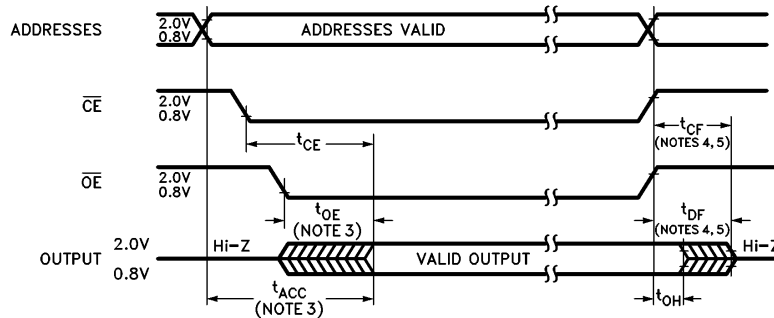 ADDRESSES
2.0V
0.8V
ADDRESSES VALID
CE
2.0V
0.8V
tCE
tCF
(NOTES 4, 5)
OE
2.0V
0.8V
tOE
(NOTE 3)
tDF
(NOTES 4, 5)
OUTPUT
2.0V
0.8V
Hi-Z
VALID OUTPUT
Hi-Z
tACC
(NOTE 3)
tOH